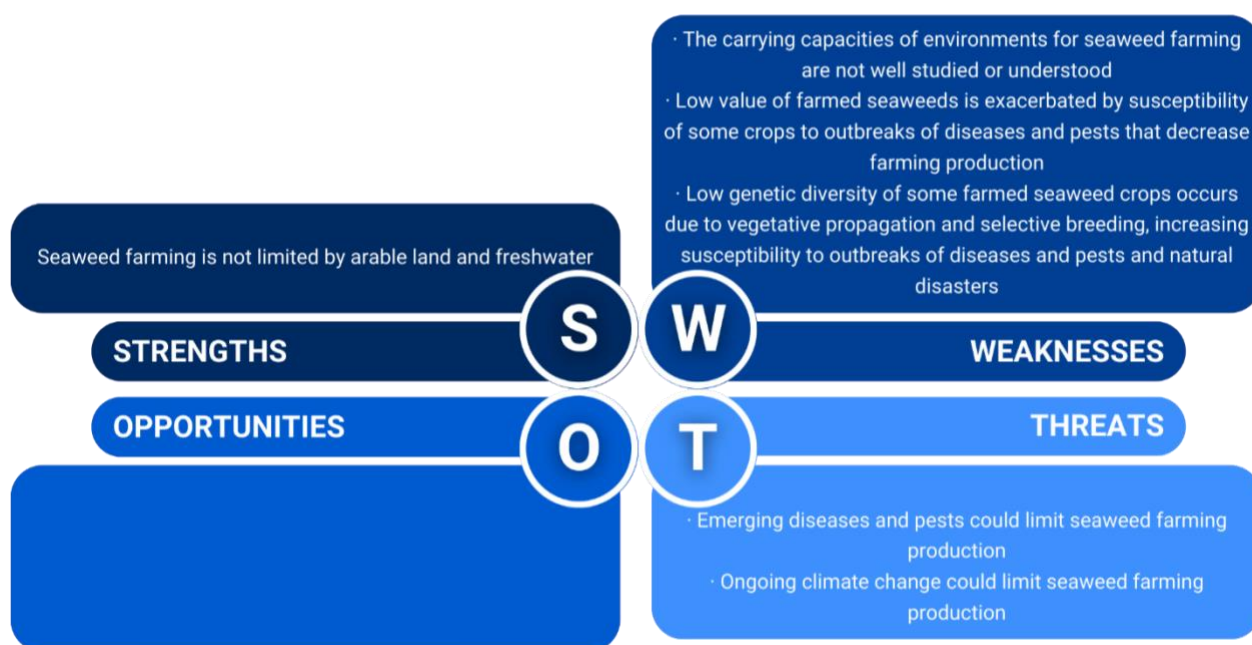 Seaweed farming is not limited by arable land and freshwater
STRENGTHS
S
· The carrying capacities of environments for seaweed farming
are not well studied or understood
· Low value of farmed seaweeds is exacerbated by susceptibility
of some crops to outbreaks of diseases and pests that decrease
farming production
· Low genetic diversity of some farmed seaweed crops occurs
due to vegetative propagation and selective breeding, increasing
susceptibility to outbreaks of diseases and pests and natural
disasters
W
WEAKNESSES
OPPORTUNITIES
O
T
THREATS
· Emerging diseases and pests could limit seaweed farming
production
· Ongoing climate change could limit seaweed farming
production